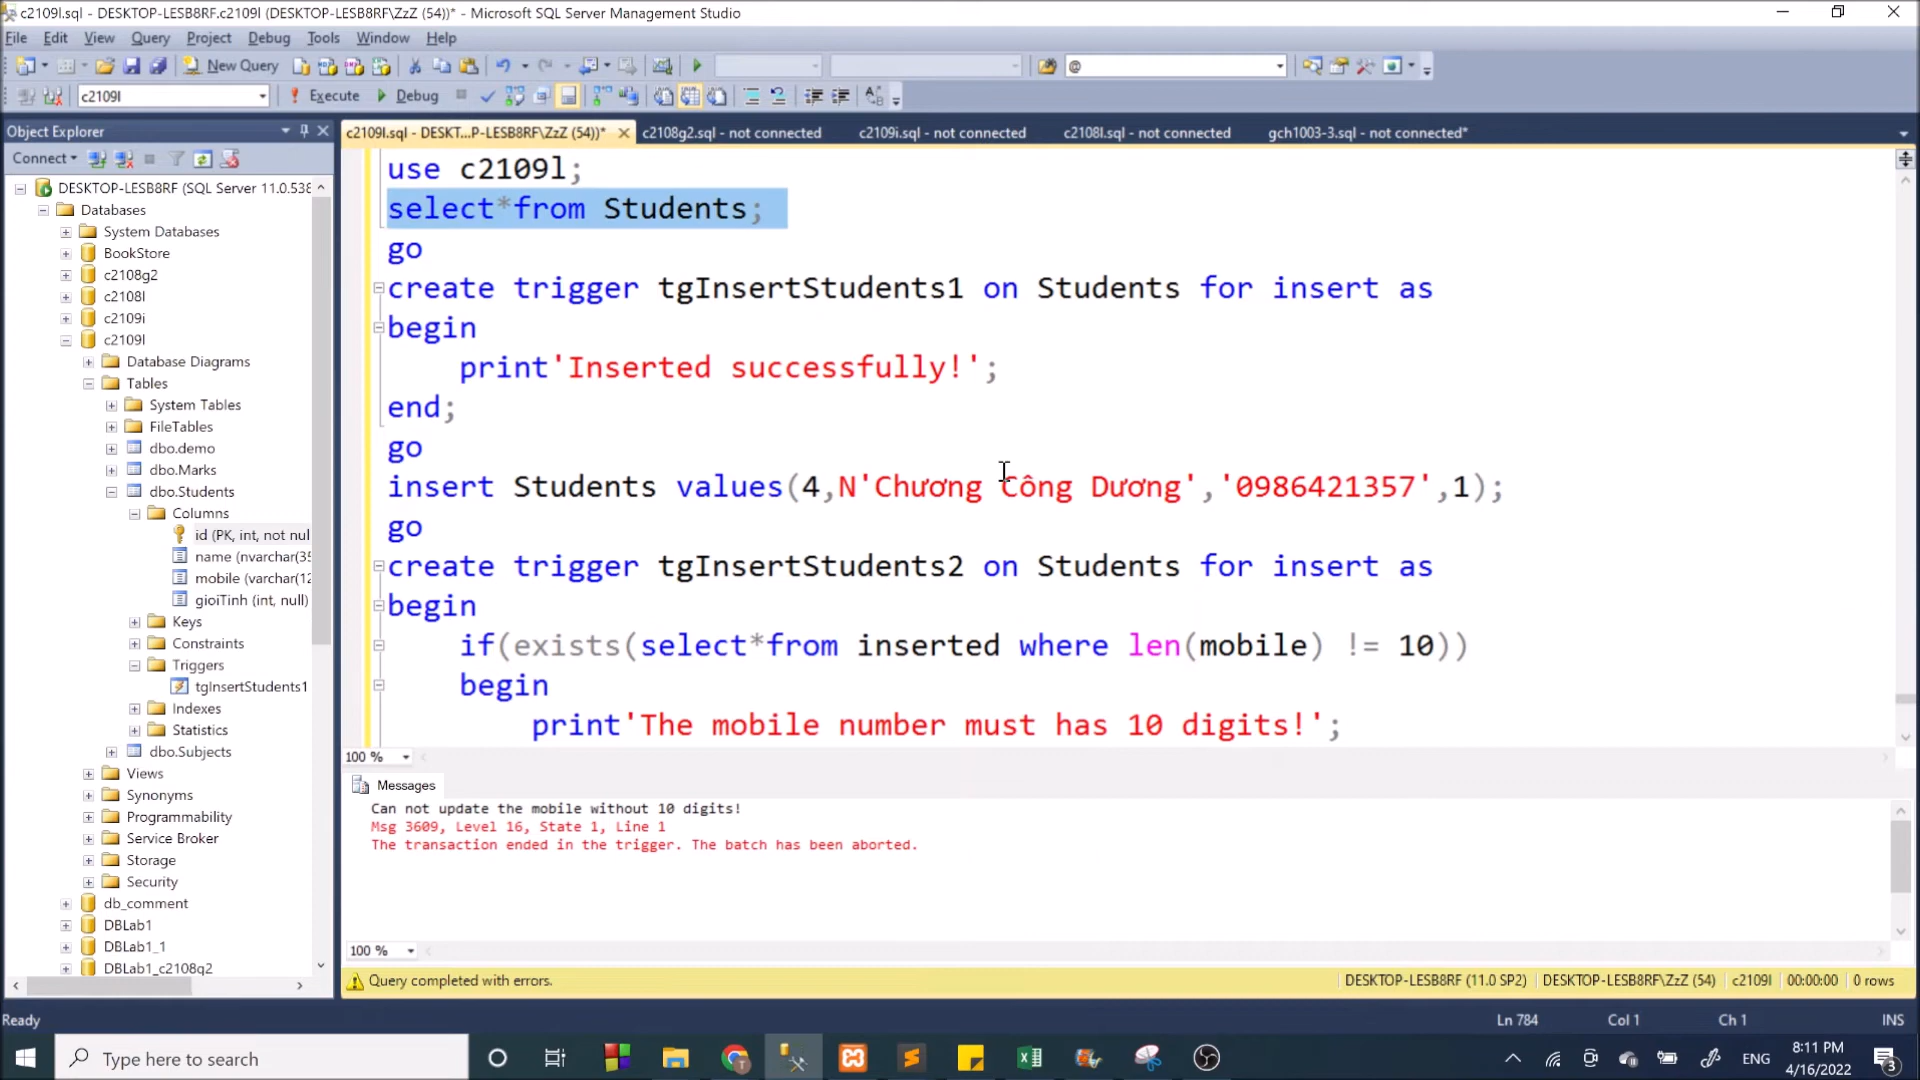 c2109l.sql - DESKTOP-LESB8RF.c2109l (DESKTOP-LESB8RF\ZzZ (54))* - Microsoft SQL Server Management Studio
File Edit View Query Project Debug Tools Window Help
New Query @
c2109l Execute Debug
Object Explorer
Connect
DESKTOP-LESB8RF (SQL Server 11.0.538
Databases
System Databases
BookStore
c2108g2
c2108l
c2109i
c2109l
Database Diagrams
Tables
System Tables
FileTables
dbo.demo
dbo.Marks
dbo.Students
Columns
id (PK, int, not nul
name (nvarchar(35
mobile (varchar(12
gioiTinh (int, null)
Keys
Constraints
Triggers
tgInsertStudents1
Indexes
Statistics
dbo.Subjects
Views
Synonyms
Programmability
Service Broker
Storage
Security
db_comment
DBLab1
DBLab1_1
DBLab1_c2108g2
c2109l.sql - DESKT...P-LESB8RF\ZzZ (54))* c2108g2.sql - not connected c2109i.sql - not connected c2108l.sql - not connected gch1003-3.sql - not connected*
use c2109l;
select*from Students;
go
create trigger tgInsertStudents1 on Students for insert as
begin
print'Inserted successfully!';
end;
go
insert Students values(4,N'Chương Công Dương','0986421357',1);
go
create trigger tgInsertStudents2 on Students for insert as
begin
if(exists(select*from inserted where len(mobile) != 10))
begin
print'The mobile number must has 10 digits!';
100 %
Messages
Can not update the mobile without 10 digits!
Msg 3609, Level 16, State 1, Line 1
The transaction ended in the trigger. The batch has been aborted.
100 %
Query completed with errors. DESKTOP-LESB8RF (11.0 SP2) DESKTOP-LESB8RF\ZzZ (54) c2109l 00:00:00 0 rows
Ready Ln 784 Col 1 Ch 1 INS
Type here to search ENG 8:11 PM
4/16/2022 3